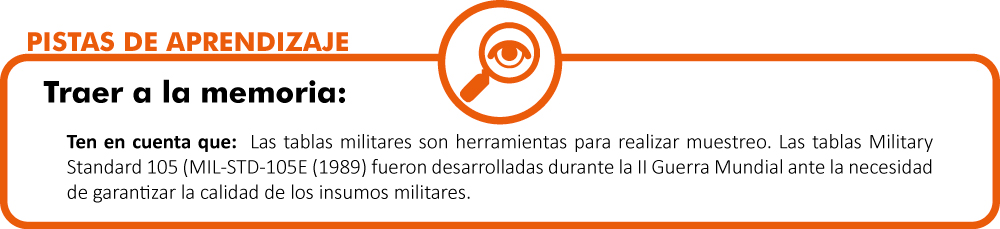 PISTAS DE APRENDIZAJE
Traer a la memoria:
Ten en cuenta que: Las tablas militares son herramientas para realizar muestreo. Las tablas Military
Standard 105 (MIL-STD-105E (1989) fueron desarrolladas durante la II Guerra Mundial ante la necesidad
de garantizar la calidad de los insumos militares.